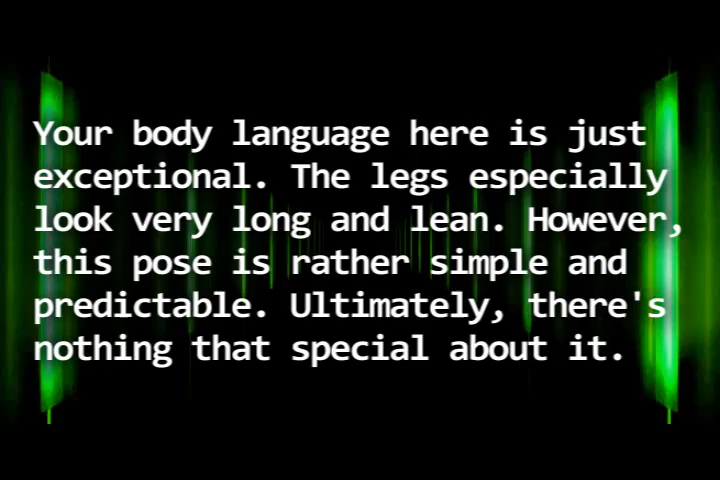 Your body language here is just
exceptional. The legs especially
look very long and lean. However,
this pose is rather simple and
predictable. Ultimately, there's
nothing that special about it.